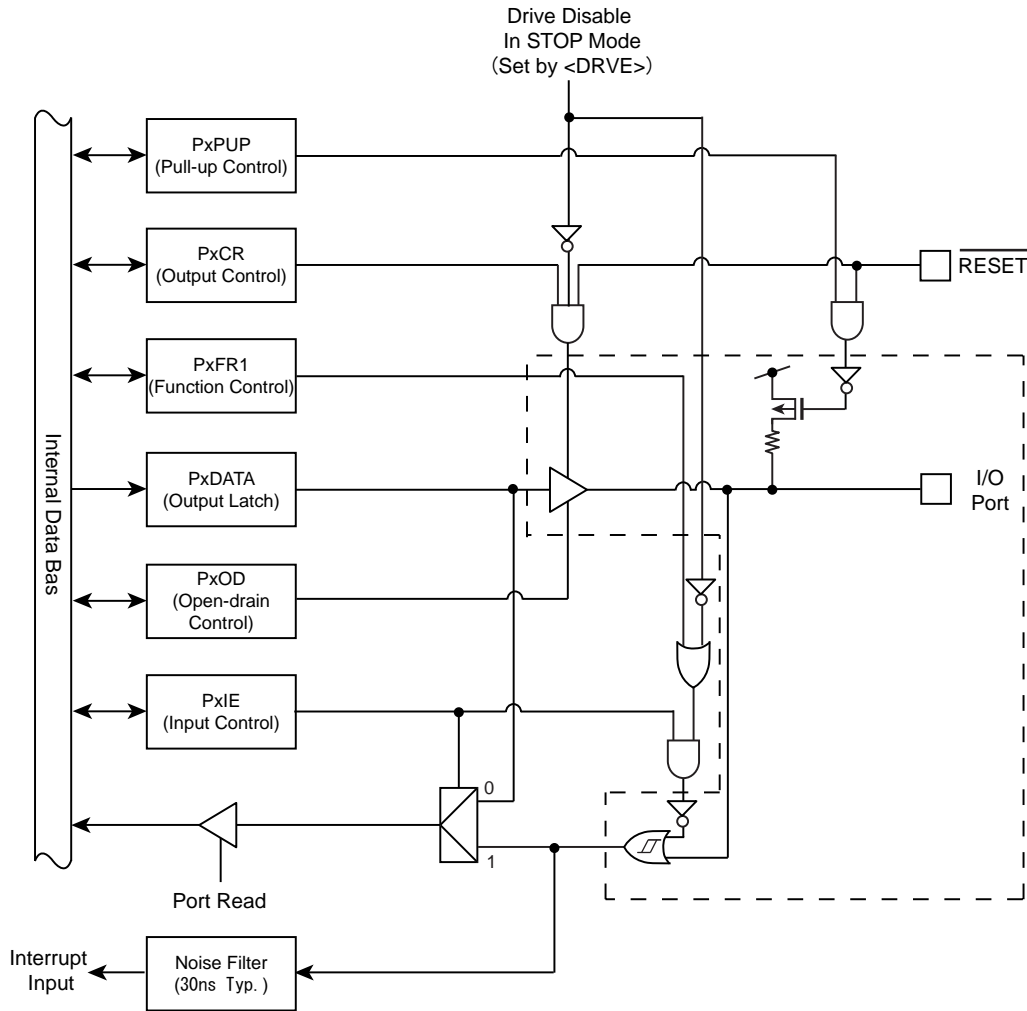 Drive Disable
In STOP Mode
(Set by <DRVE>)
PxPUP
(Pull-up Control)
PxCR
(Output Control)
RESET
PxFR1
(Function Control)
Internal Data Bas
PxDATA
(Output Latch)
I/O
Port
PxOD
(Open-drain
Control)
PxIE
(Input Control)
0
1
Port Read
Interrupt
Input
Noise Filter
(30ns Typ. )